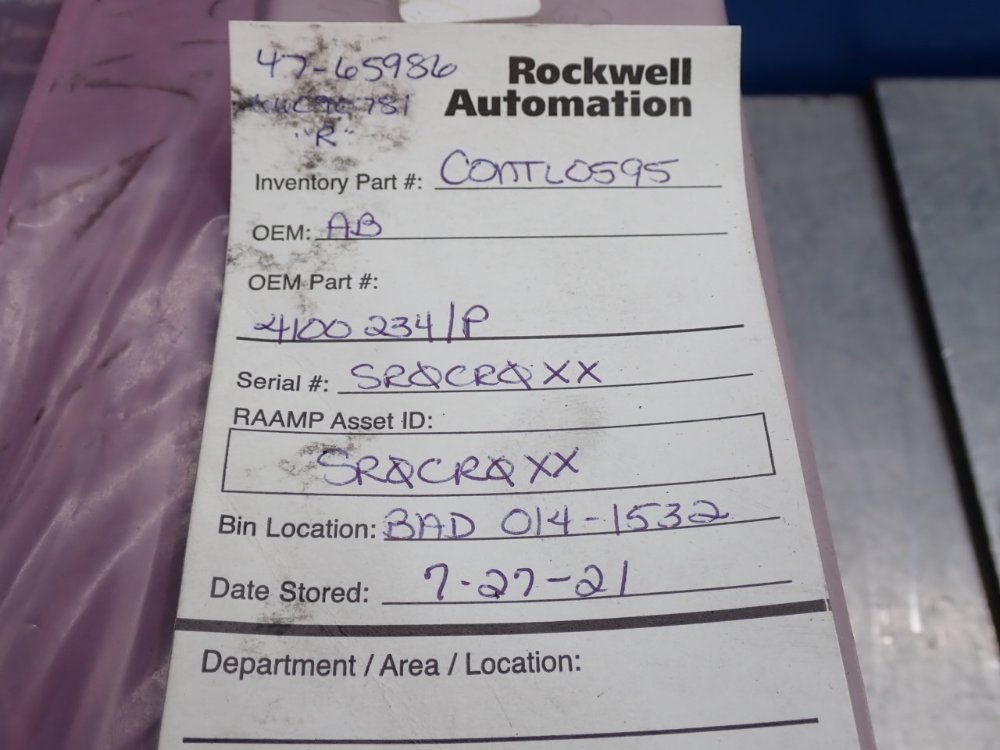 47-65986
Rockwell
Automation
781
"R"
Inventory Part #: CONTL0595
OEM: AB
OEM Part #:
4100 234/P
Serial #: SR0CR0XX
RAAMP Asset ID:
SR0CR0XX
Bin Location: BAD 014-1532
Date Stored: 7-27-21
Department / Area / Location: